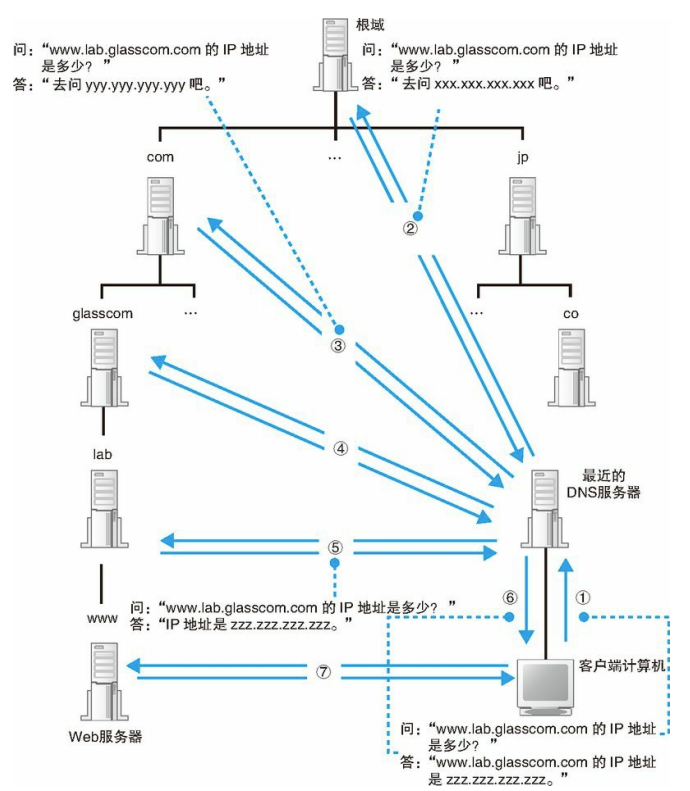 根域
问：“www.lab.glasscom.com 的 IP 地址
是多少？”
答：“去问 yyy.yyy.yyy.yyy 吧。”
问：“www.lab.glasscom.com 的 IP 地址
是多少？”
答：“去问 xxx.xxx.xxx.xxx 吧。”
com
…
jp
②
glasscom
…
…
co
③
④
lab
最近的
DNS服务器
⑤
www
问：“www.lab.glasscom.com 的 IP 地址是多少？”
答：“IP 地址是 zzz.zzz.zzz.zzz。”
⑥
①
⑦
客户端计算机
Web服务器
问：“www.lab.glasscom.com 的 IP 地址
是多少？”
答：“www.lab.glasscom.com 的 IP 地址
是 zzz.zzz.zzz.zzz。”